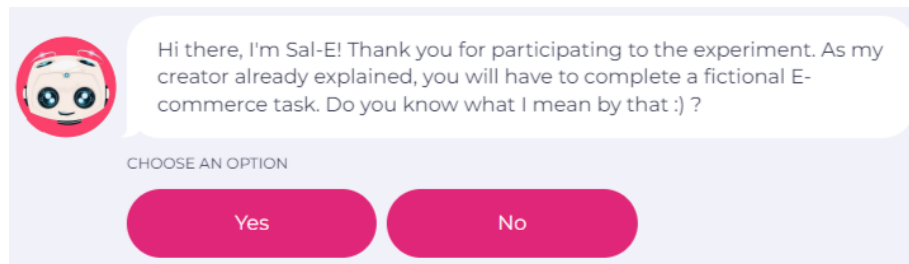 Hi there, I'm Sal-E! Thank you for participating to the experiment. As my
creator already explained, you will have to complete a fictional E-
commerce task. Do you know what I mean by that :) ?
CHOOSE AN OPTION
Yes
No